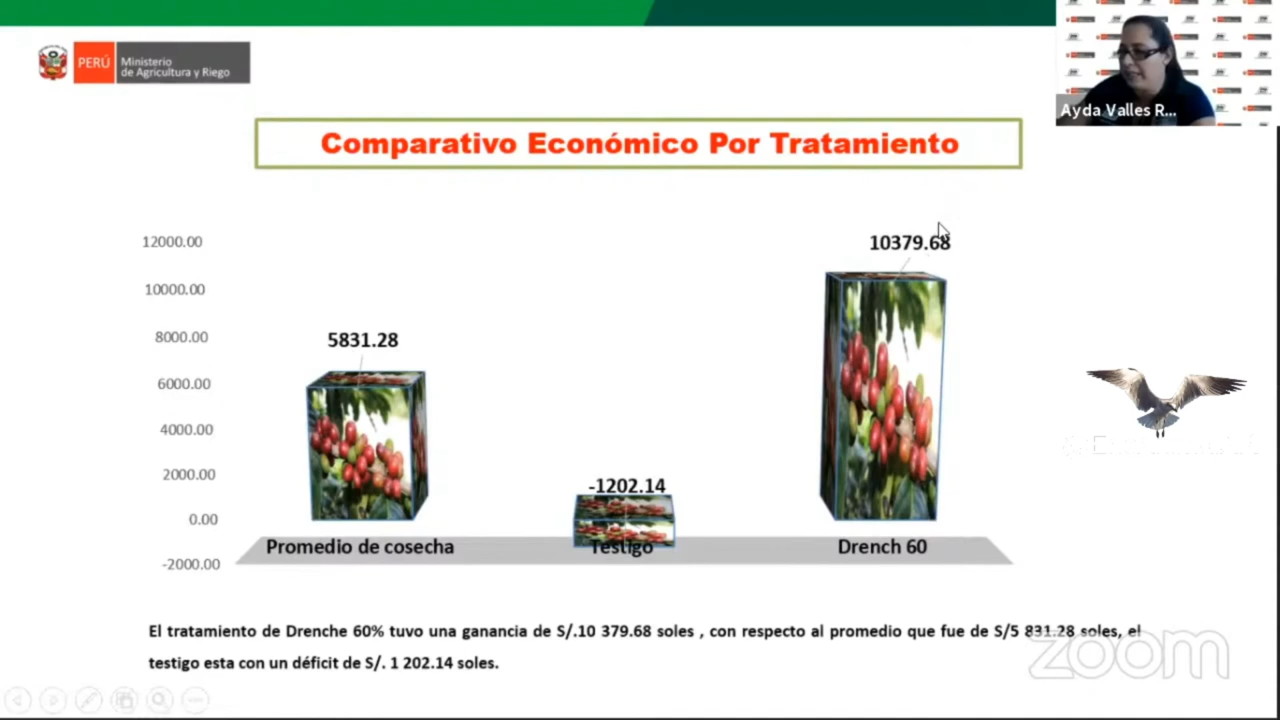 PERÚ
Ministerio
de Agricultura y Riego
Ayda Valles R...
Comparativo Económico Por Tratamiento
12000.00
10000.00
8000.00
6000.00
4000.00
2000.00
0.00
-2000.00
5831.28
-1202.14
10379.68
Promedio de cosecha
Testigo
Drench 60
El tratamiento de Drenche 60% tuvo una ganancia de S/.10 379.68 soles , con respecto al promedio que fue de S/5 831.28 soles, el
testigo esta con un déficit de S/. 1 202.14 soles.
zoom